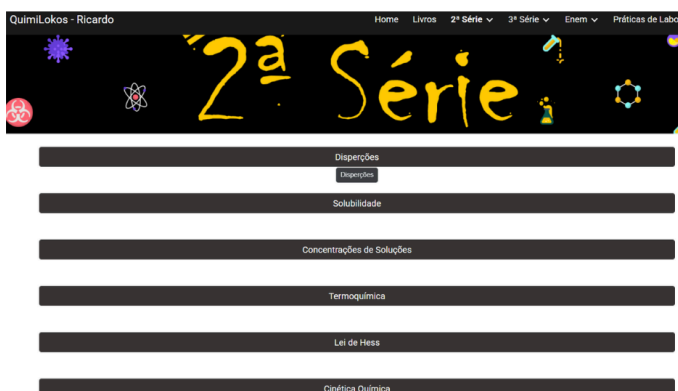 QuimiLokos - Ricardo Home Livros 2ª Série 3ª Série Enem Práticas de Labo
2ª Série
Disperções
Disperções
Solubilidade
Concentrações de Soluções
Termoquímica
Lei de Hess
Cinética Química